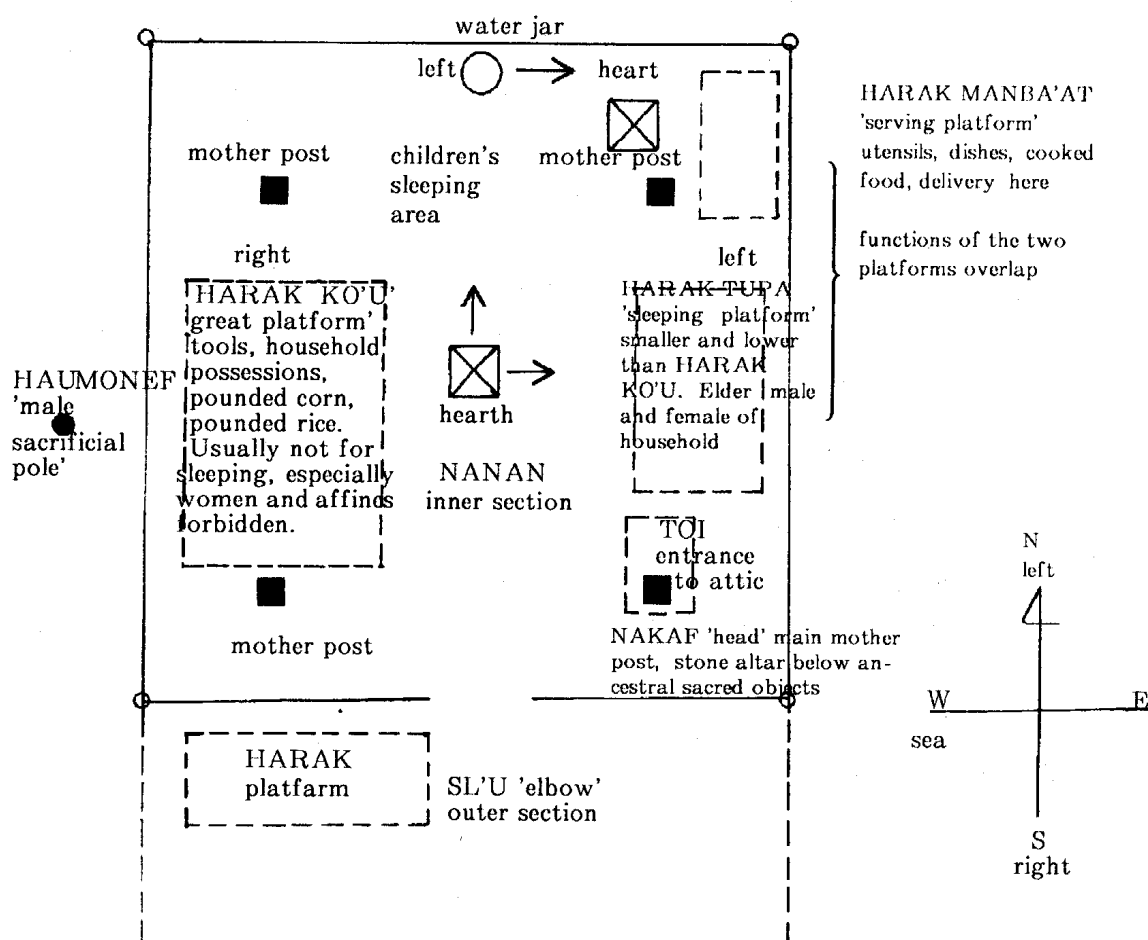 water jar
left
heart
HARAK MANBA'AT
'serving platform'
utensils, dishes, cooked
food, delivery here
functions of the two
platforms overlap
mother post
children's
sleeping
area
mother post
right
left
HARAK KO'U'
great platform'
tools, household
possessions,
pounded corn,
pounded rice.
Usually not for
sleeping, especially
women and affines
forbidden.
HARAK TUPA
'sleeping platform'
smaller and lower
than HARAK
KO'U. Elder male
and female of
household
HAUMONEF
'male
sacrificial
pole'
hearth
NANAN
inner section
TOI
entrance
to attic
mother post
NAKAF 'head' main mother
post, stone altar below an-
cestral sacred objects
HARAK
platfarm
SL'U 'elbow'
outer section
N
left
W
E
sea
S
right